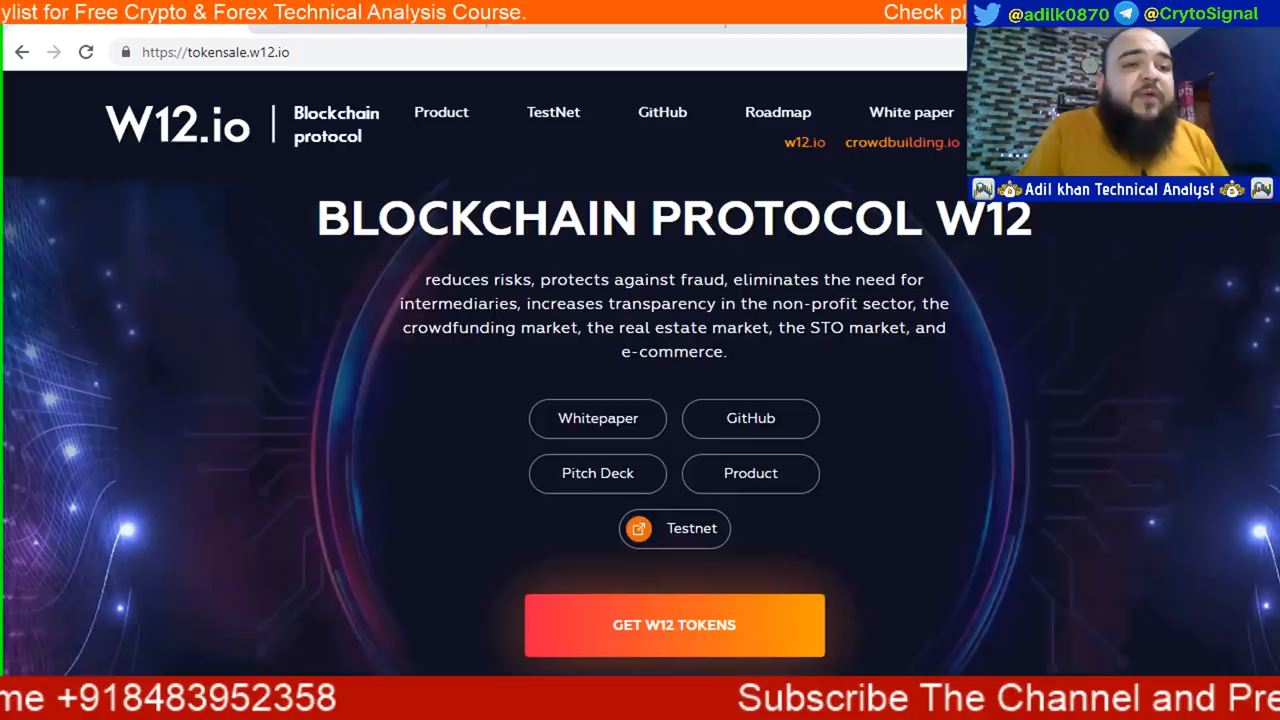 ylist for Free Crypto & Forex Technical Analysis Course.
Check pl
@adilk0870 @CrytoSignal
https://tokensale.w12.io
W12.io
Blockchain
protocol
Product
TestNet
GitHub
Roadmap
White paper
w12.io
crowdbuilding.io
Adil khan Technical Analyst
BLOCKCHAIN PROTOCOL W12
reduces risks, protects against fraud, eliminates the need for
intermediaries, increases transparency in the non-profit sector, the
crowdfunding market, the real estate market, the STO market, and
e-commerce.
Whitepaper
GitHub
Pitch Deck
Product
Testnet
GET W12 TOKENS
me +918483952358
Subscribe The Channel and Pre